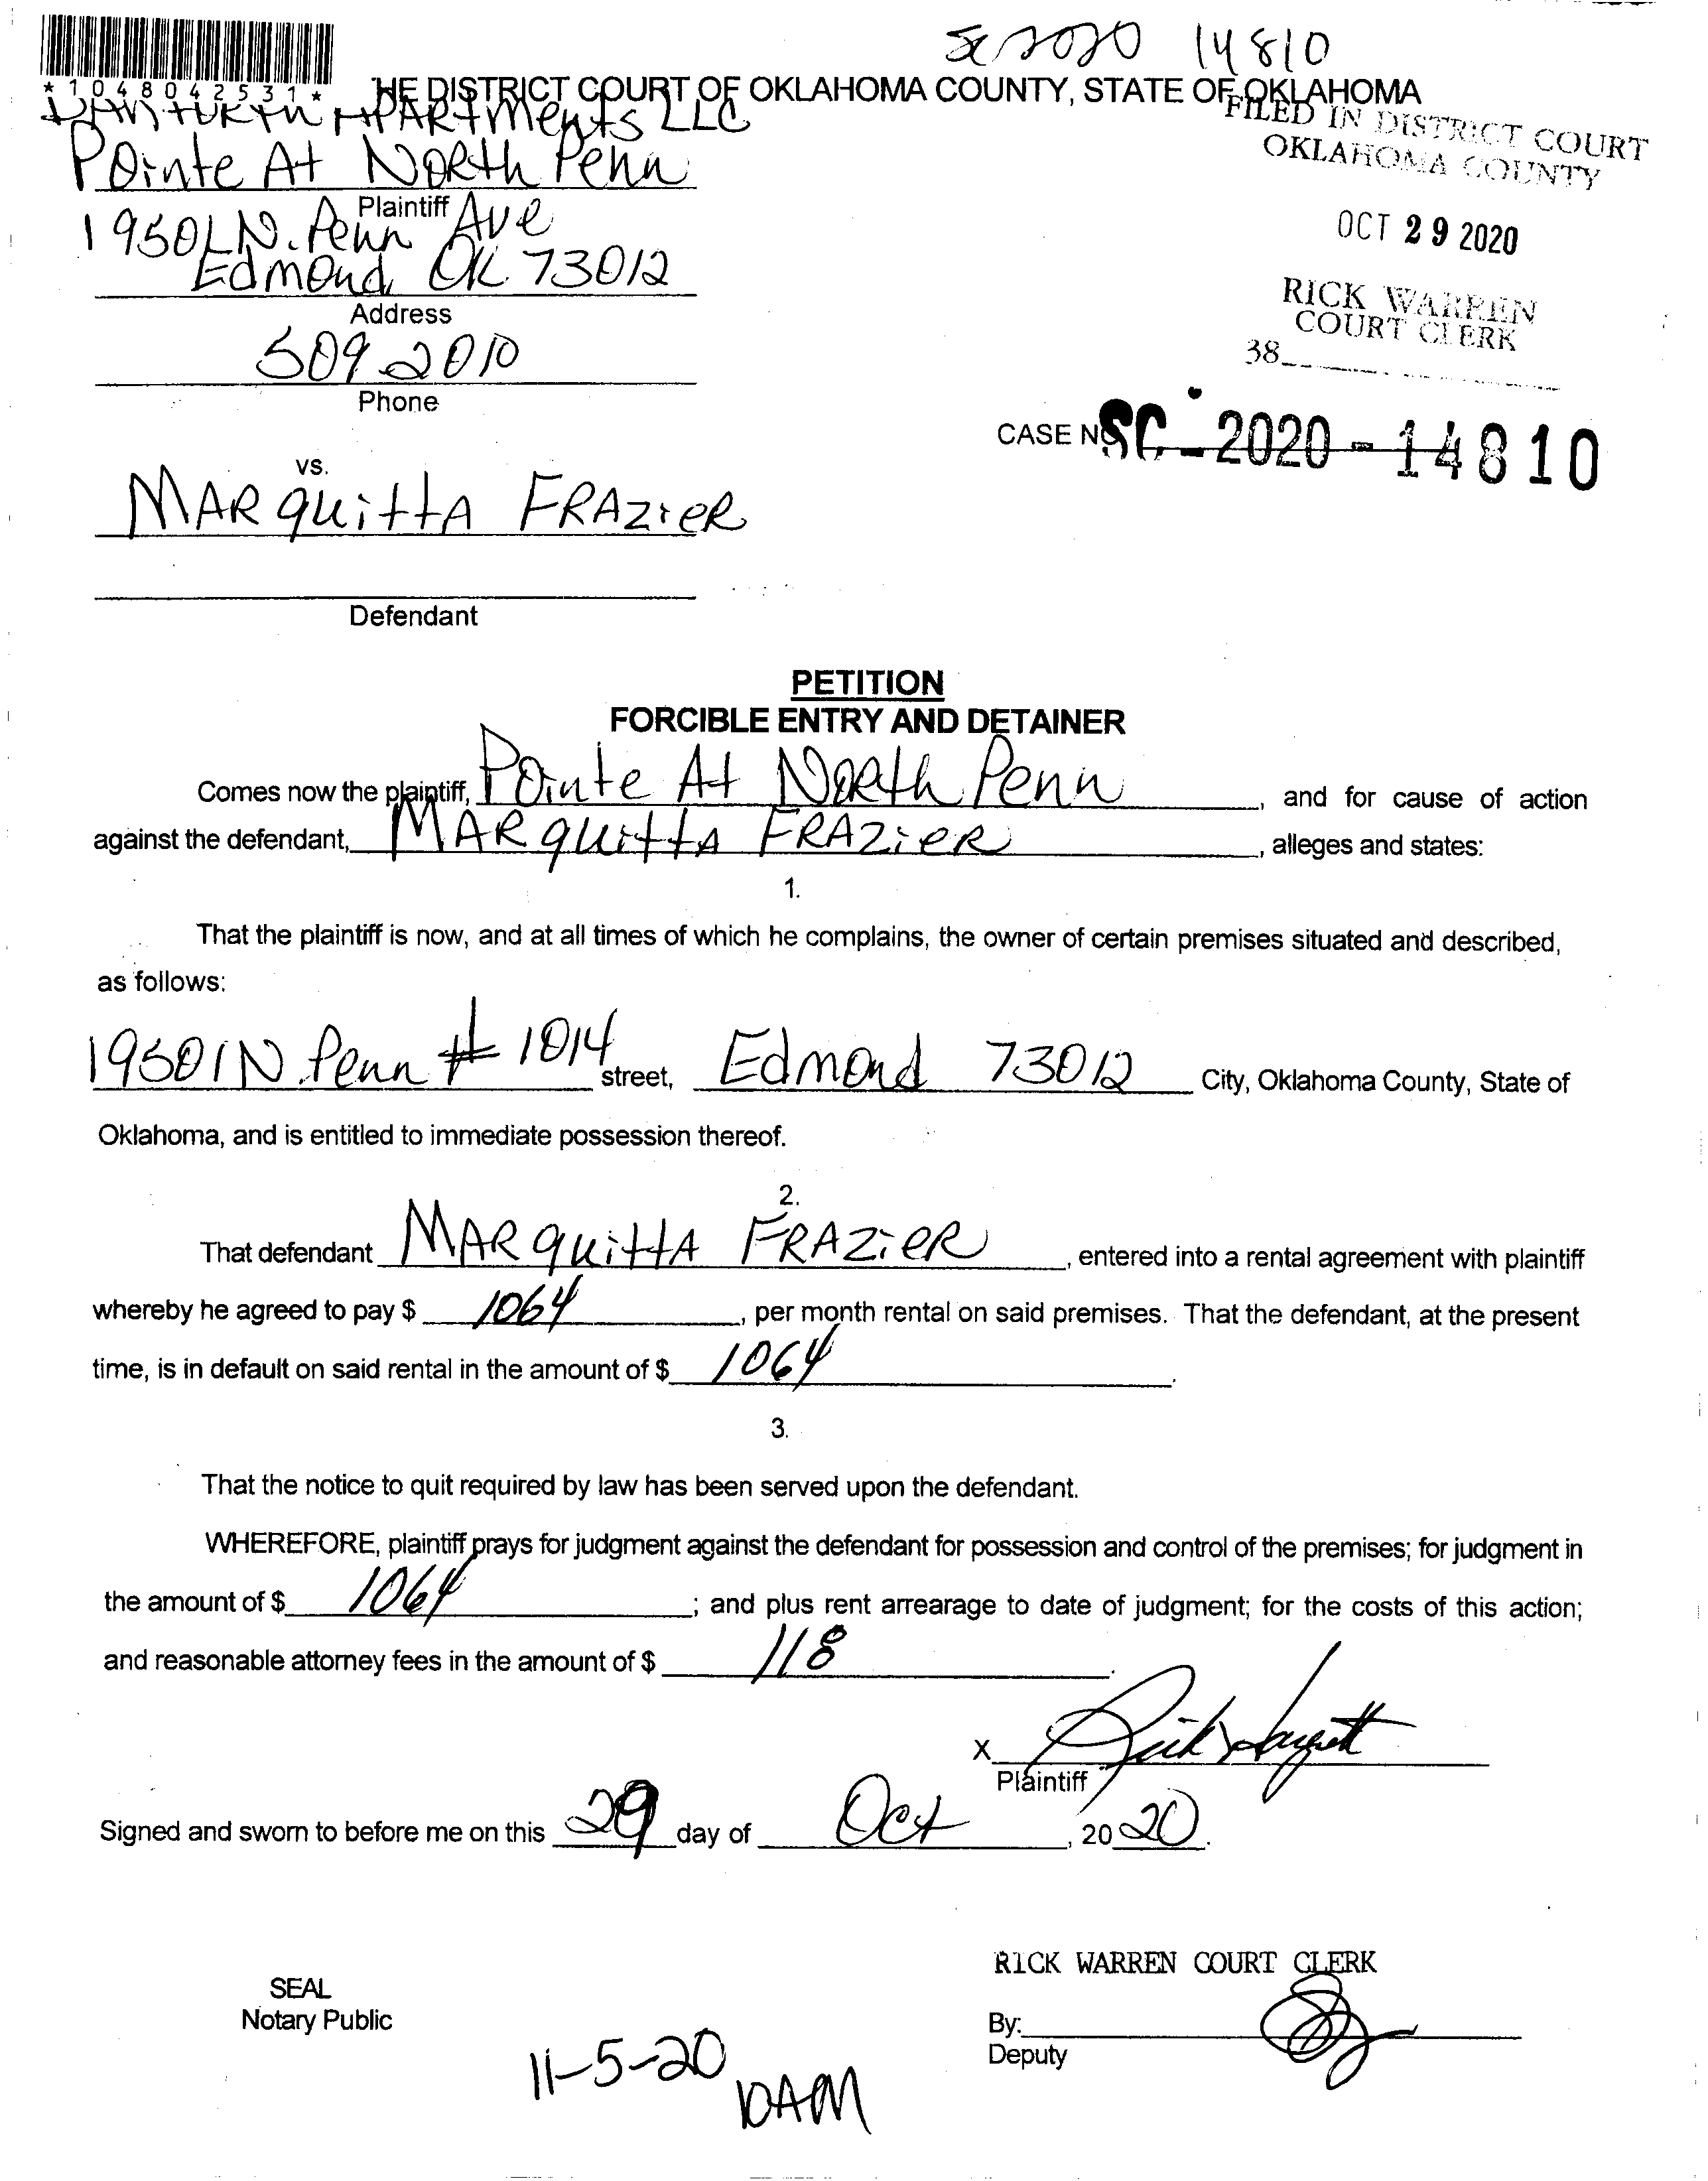 SC 2020 14810
*1048042531*
HE DISTRICT COURT OF OKLAHOMA COUNTY, STATE OF OKLAHOMA
APARtments LLC
FILED IN DISTRICT COURT
OKLAHOMA COUNTY
POinte At NORth Penn
Plaintiff
OCT 29 2020
19501 N. Penn Ave
Edmond, OK 73012
Address
RICK WARREN
COURT CLERK
38
509 2010
Phone
CASE NO. SC-2020-14810
vs.
MARquittA FRAZieR
Defendant
PETITION
FORCIBLE ENTRY AND DETAINER
Comes now the plaintiff, POinte At NORth Penn, and for cause of action
against the defendant, MARquittA FRAZieR, alleges and states:
1.
That the plaintiff is now, and at all times of which he complains, the owner of certain premises situated and described,
as follows:
19501 N. Penn # 1014 street, Edmond 73012 City, Oklahoma County, State of
Oklahoma, and is entitled to immediate possession thereof.
2.
That defendant MARquittA FRAZieR, entered into a rental agreement with plaintiff
whereby he agreed to pay $ 1064, per month rental on said premises. That the defendant, at the present
time, is in default on said rental in the amount of $ 1064.
3.
That the notice to quit required by law has been served upon the defendant.
WHEREFORE, plaintiff prays for judgment against the defendant for possession and control of the premises; for judgment in
the amount of $ 1064; and plus rent arrearage to date of judgment; for the costs of this action;
and reasonable attorney fees in the amount of $ 118.
X
Plaintiff
Signed and sworn to before me on this 29 day of Oct, 2020.
RICK WARREN COURT CLERK
SEAL
Notary Public
By:
Deputy
11-5-20
10AM